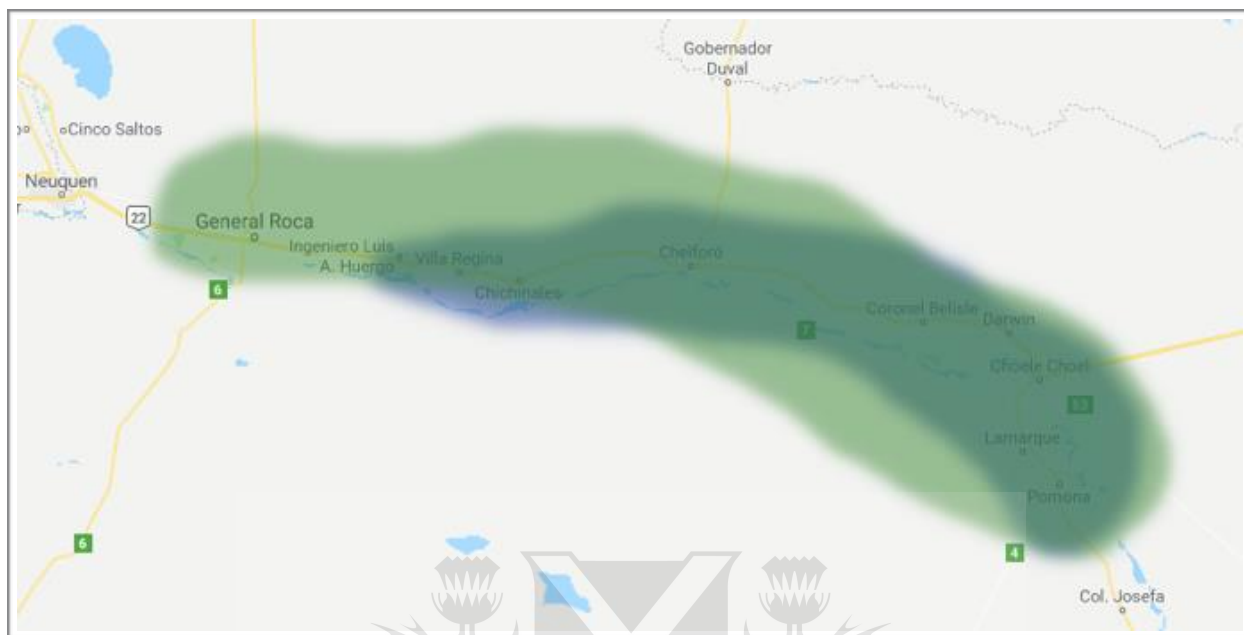 Gobernador
Duval
Cinco Saltos
Neuquen
22
General Roca
Ingeniero Luis
A. Huergo
Villa Regina
Chelforo
Chichinales
6
Coronel Belisle
Darwin
7
Choele Choel
Lamarque
Pomona
6
4
Col. Josefa